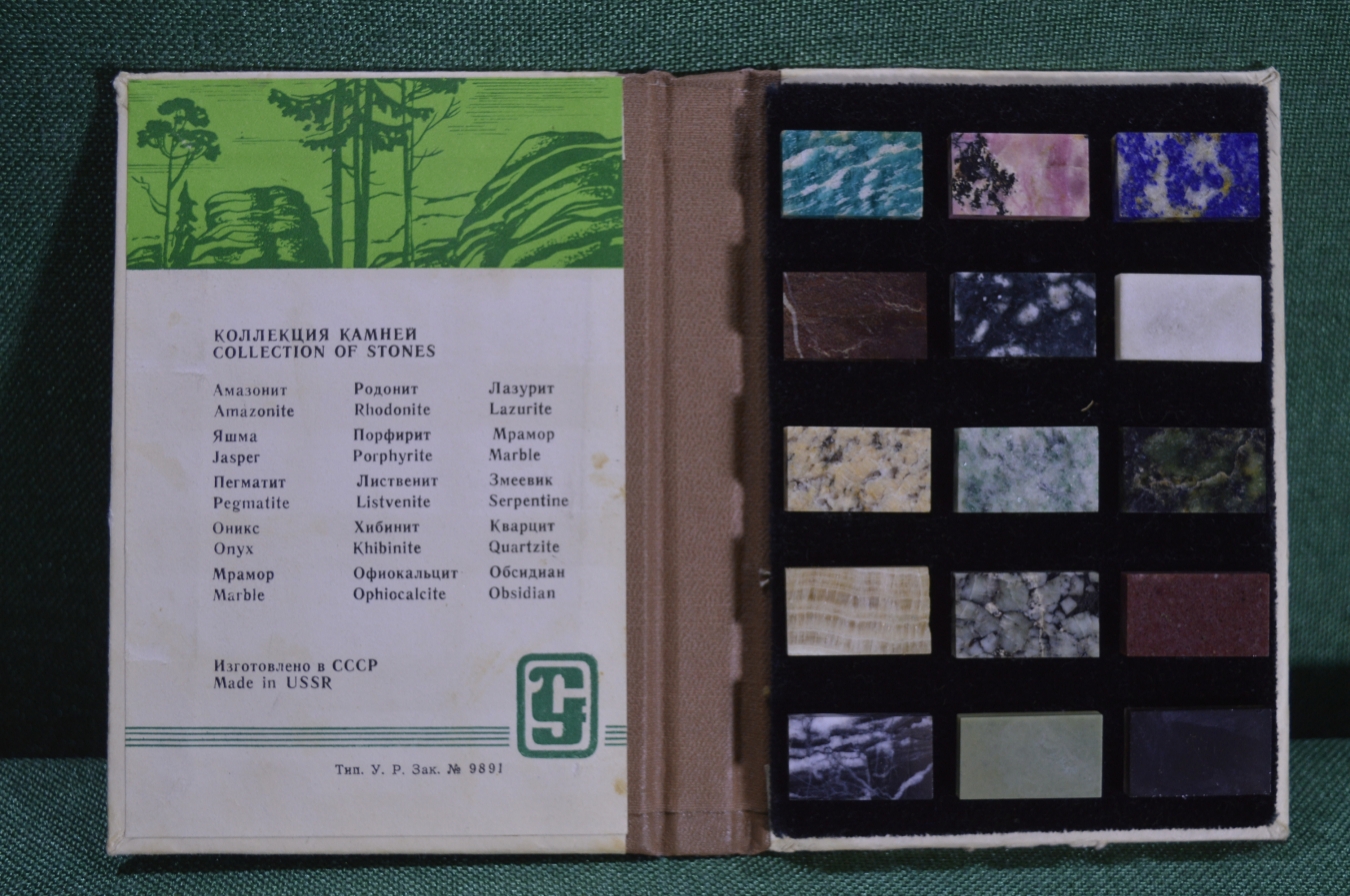 КОЛЛЕКЦИЯ КАМНЕЙ
COLLECTION OF STONES
Амазонит Родонит Лазурит
Amazonite Rhodonite Lazurite
Яшма Порфирит Мрамор
Jasper Porphyrite Marble
Пегматит Лиственит Змеевик
Pegmatite Listvenite Serpentine
Оникс Хибинит Кварцит
Onyx Khibinite Quartzite
Мрамор Офиокальцит Обсидиан
Marble Ophiocalcite Obsidian
Изготовлено в СССР
Made in USSR
Тип. У. Р. Зак. № 9891